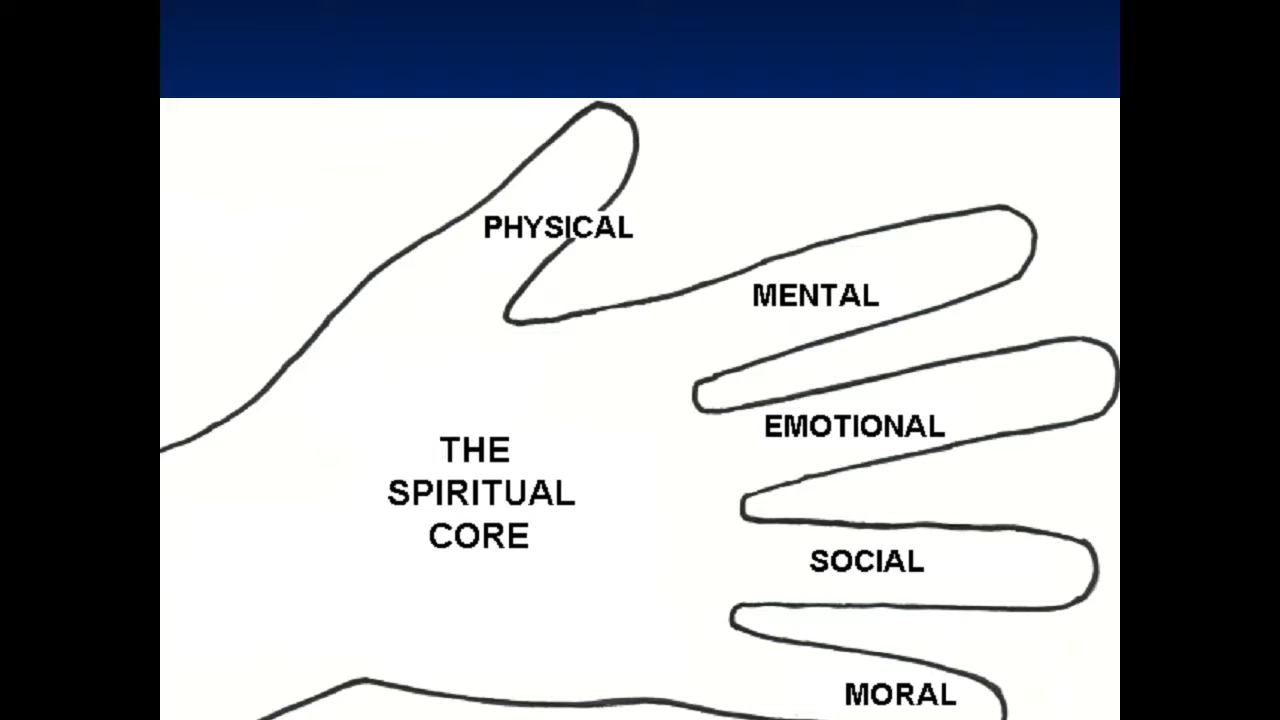 PHYSICAL
MENTAL
EMOTIONAL
THE
SPIRITUAL
CORE
SOCIAL
MORAL